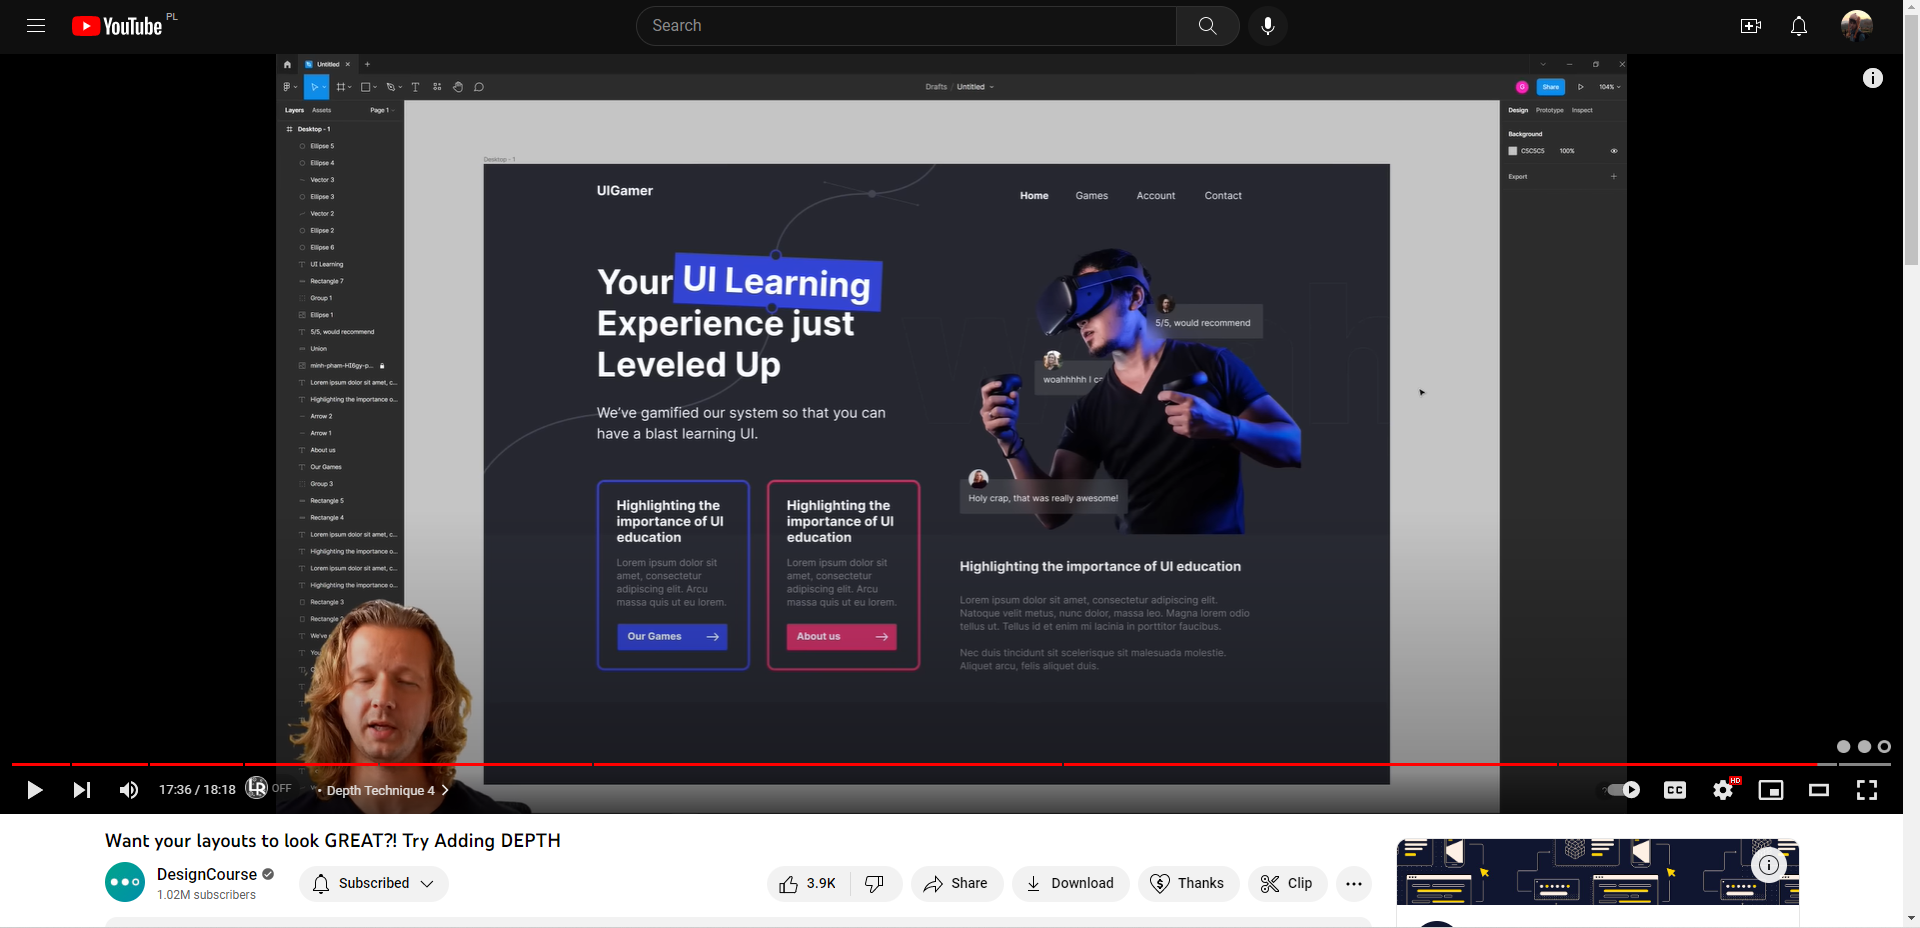 YouTube PL
Search
Untitled
Drafts / Untitled
Share
104%
Layers Assets Page 1
Design Prototype Inspect
Desktop - 1
Ellipse 5
Ellipse 4
Vector 3
Ellipse 3
Vector 2
Ellipse 2
Ellipse 6
UI Learning
Rectangle 7
Group 1
Ellipse 1
5/5, would recommend
Union
minh-pham-HI6gy-p...
Lorem ipsum dolor sit amet, c...
Highlighting the importance o...
Arrow 2
Arrow 1
About us
Our Games
Group 3
Rectangle 5
Rectangle 4
Lorem ipsum dolor sit amet, c...
Highlighting the importance o...
Lorem ipsum dolor sit amet, c...
Highlighting the importance o...
Rectangle 3
Rectangle
We've
Background
C5C5C5 100%
Export
Desktop - 1
UIGamer
Home Games Account Contact
Your UI Learning
Experience just
Leveled Up
We've gamified our system so that you can
have a blast learning UI.
5/5, would recommend
woahhhhh I c
Holy crap, that was really awesome!
Highlighting the
importance of UI
education
Lorem ipsum dolor sit
amet, consectetur
adipiscing elit. Arcu
massa quis ut eu lorem.
Our Games
Highlighting the
importance of UI
education
Lorem ipsum dolor sit
amet, consectetur
adipiscing elit. Arcu
massa quis ut eu lorem.
About us
Highlighting the importance of UI education
Lorem ipsum dolor sit amet, consectetur adipiscing elit.
Natoque velit metus, nunc dolor, massa leo. Magna lorem odio
tellus ut. Tellus id et enim mi lacinia in porttitor faucibus.
Nec duis tincidunt sit scelerisque sit malesuada molestie.
Aliquet arcu, felis aliquet duis.
17:36 / 18:18 LR OFF • Depth Technique 4
CC HD
Want your layouts to look GREAT?! Try Adding DEPTH
DesignCourse
1.02M subscribers
Subscribed
3.9K
Share
Download
Thanks
Clip